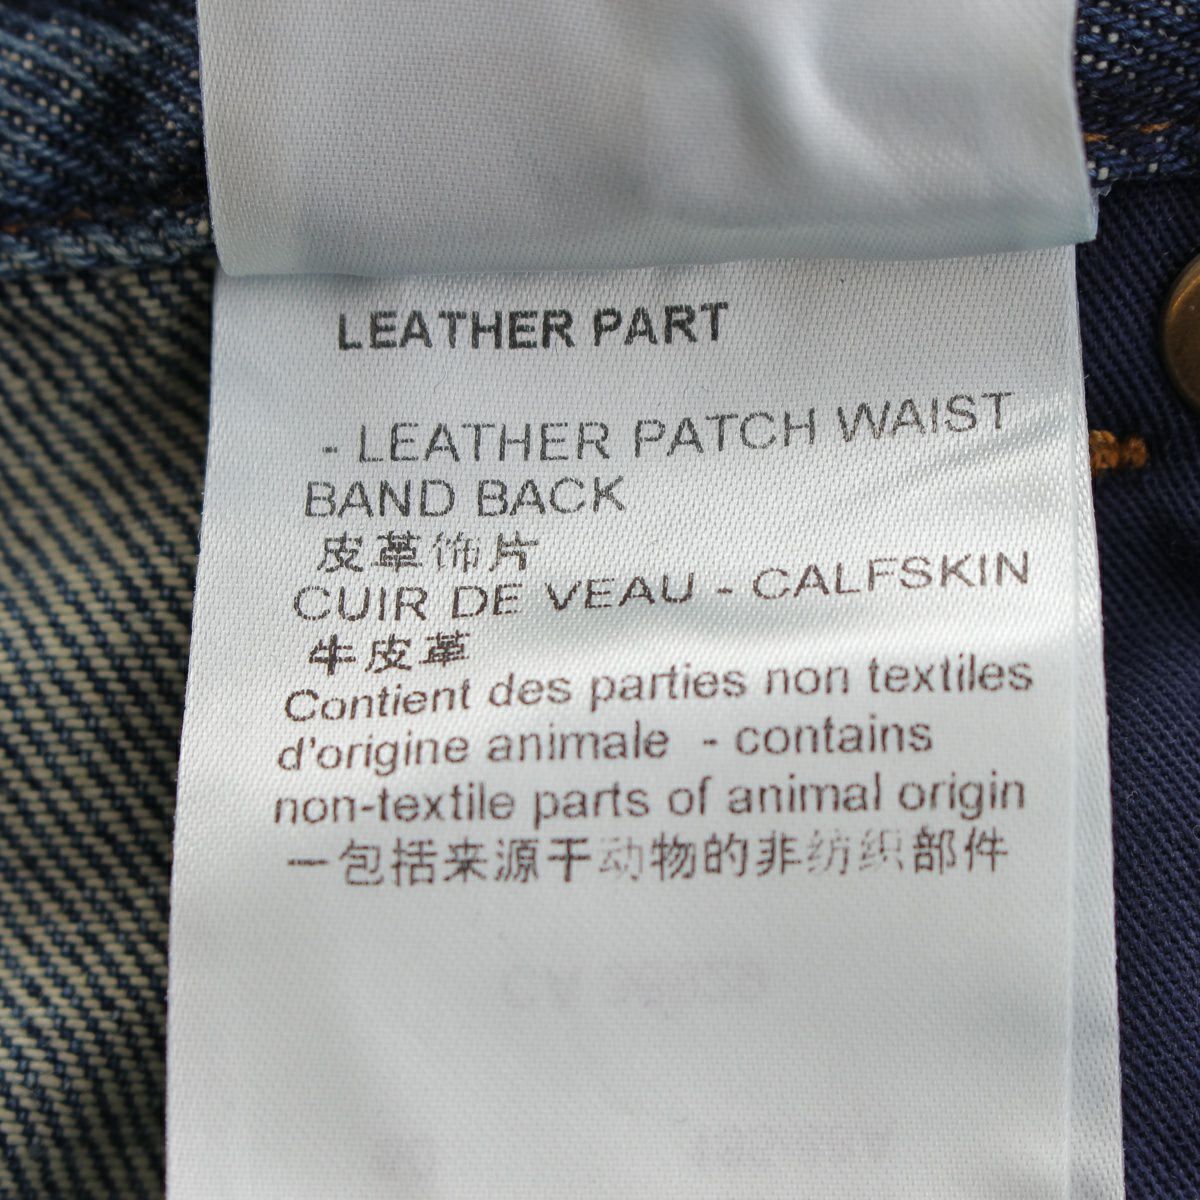 LEATHER PART
- LEATHER PATCH WAIST
BAND BACK
皮革饰片
CUIR DE VEAU - CALFSKIN
牛皮革
Contient des parties non textiles
d'origine animale - contains
non-textile parts of animal origin
一包括来源于动物的非纺织部件